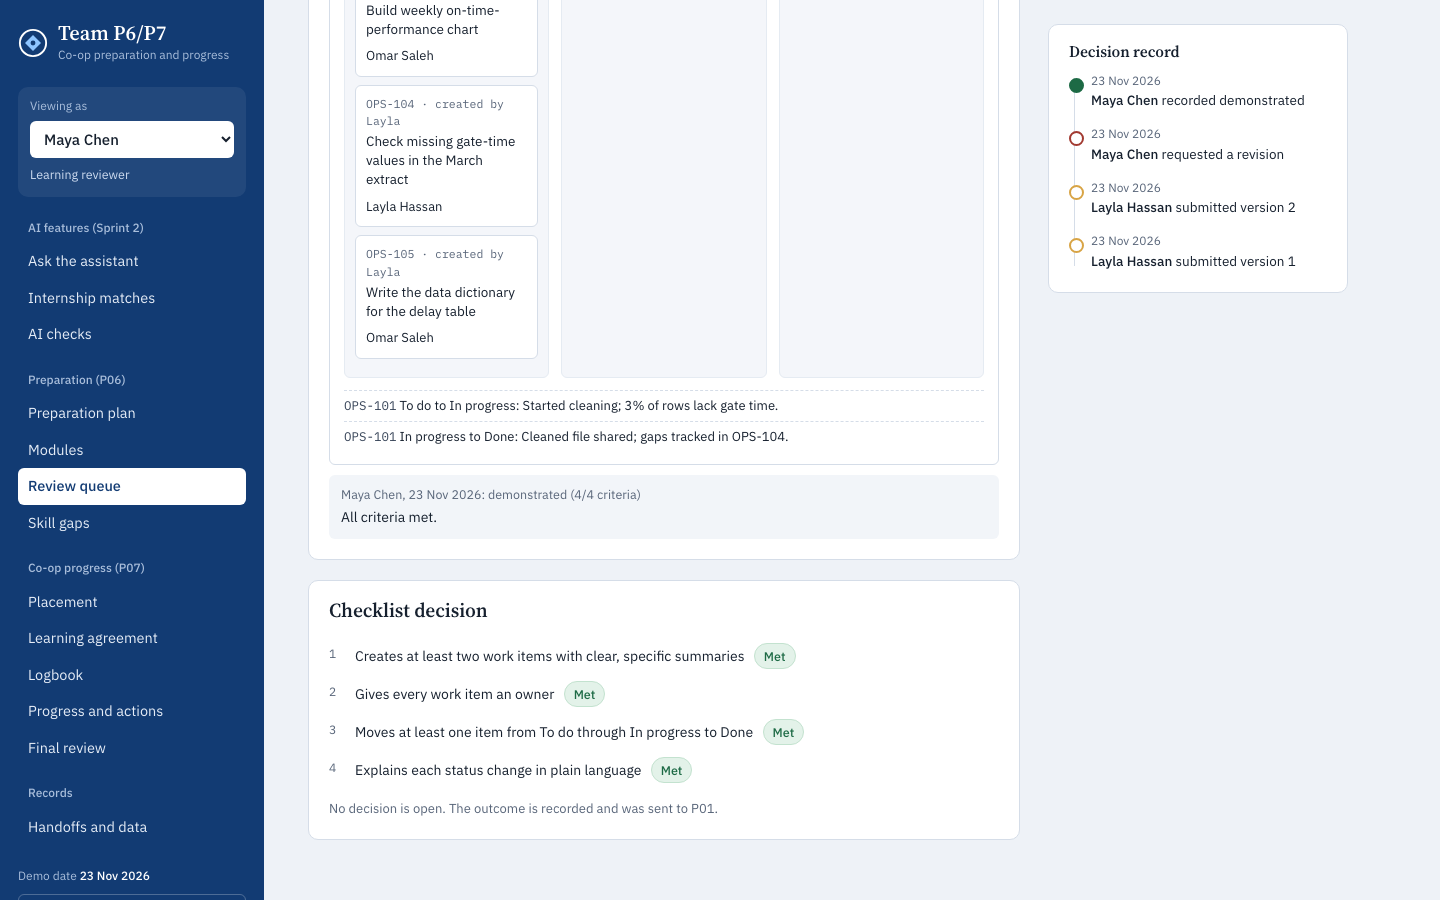 Team P6/P7
Co-op preparation and progress
Viewing as
Maya Chen
Learning reviewer
AI features (Sprint 2)
Ask the assistant
Internship matches
AI checks
Preparation (P06)
Preparation plan
Modules
Review queue
Skill gaps
Co-op progress (P07)
Placement
Learning agreement
Logbook
Progress and actions
Final review
Records
Handoffs and data
Demo date 23 Nov 2026
Build weekly on-time-
performance chart
Omar Saleh
OPS-104 · created by
Layla
Check missing gate-time
values in the March
extract
Layla Hassan
OPS-105 · created by
Layla
Write the data dictionary
for the delay table
Omar Saleh
OPS-101 To do to In progress: Started cleaning; 3% of rows lack gate time.
OPS-101 In progress to Done: Cleaned file shared; gaps tracked in OPS-104.
Maya Chen, 23 Nov 2026: demonstrated (4/4 criteria)
All criteria met.
Checklist decision
1 Creates at least two work items with clear, specific summaries Met
2 Gives every work item an owner Met
3 Moves at least one item from To do through In progress to Done Met
4 Explains each status change in plain language Met
No decision is open. The outcome is recorded and was sent to P01.
Decision record
23 Nov 2026
Maya Chen recorded demonstrated
23 Nov 2026
Maya Chen requested a revision
23 Nov 2026
Layla Hassan submitted version 2
23 Nov 2026
Layla Hassan submitted version 1